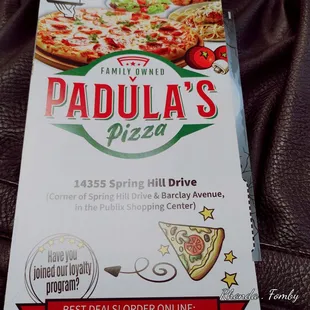 FAMILY OWNED
PADULA'S
Pizza
14355 Spring Hill Drive
(Corner of Spring Hill Drive & Barclay Avenue,
in the Publix Shopping Center)
Have you
joined our loyalty
program?
BEST DEALS! ORDER ONLINE:
Rhonda . Fomby